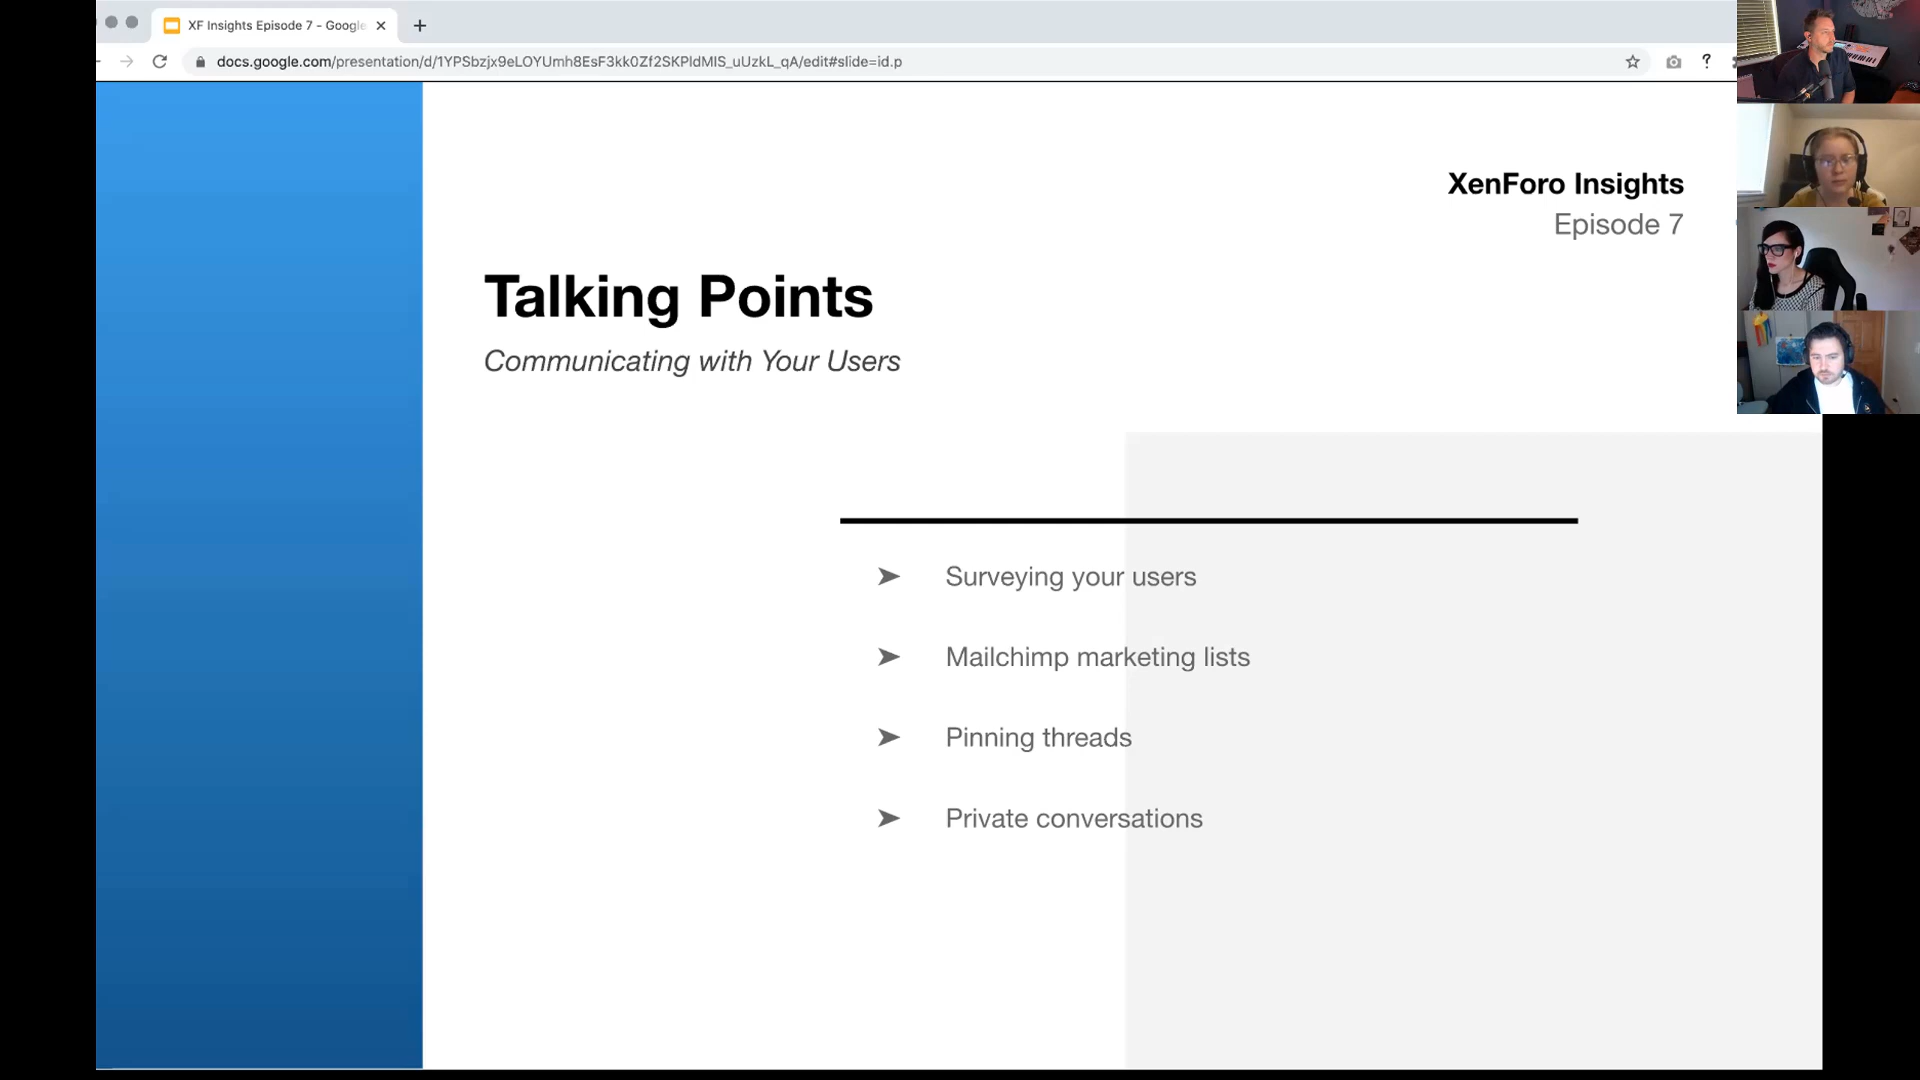 XF Insights Episode 7 - Google
docs.google.com/presentation/d/1YPSbzjx9eLOYUmh8EsF3kk0Zf2SKPldMIS_uUzkL_qA/edit#slide=id.p
XenForo Insights
Episode 7
Talking Points
Communicating with Your Users
Surveying your users
Mailchimp marketing lists
Pinning threads
Private conversations